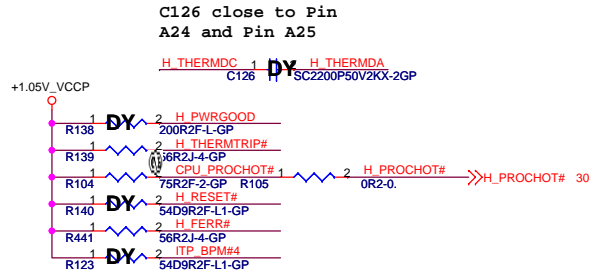 C126 close to Pin
A24 and Pin A25
H_THERMDC 1 DY H_THERMDA
C126 SC2200P50V2KX-2GP
+1.05V_VCCP
1 DY 2 H_PWRGOOD
R138 200R2F-L-GP
1 2 H_THERMTRIP#
R139 56R2J-4-GP
1 CPU_PROCHOT# 1 2 H_PROCHOT#
R104 75R2F-2-GP R105 0R2-0. H_PROCHOT# 30
1 DY 2 H_RESET#
R140 54D9R2F-L1-GP
1 2 H_FERR#
R441 56R2J-4-GP
1 DY 2 ITP_BPM#4
R123 54D9R2F-L1-GP